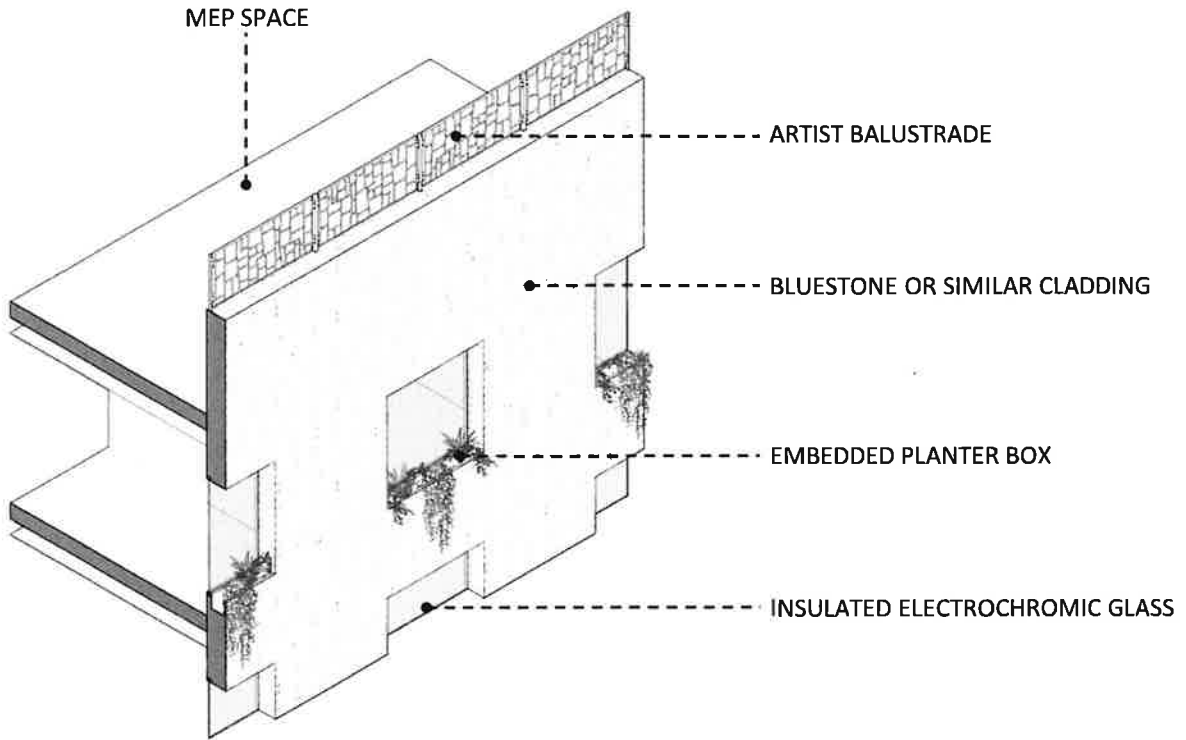 MEP SPACE
ARTIST BALUSTRADE
BLUESTONE OR SIMILAR CLADDING
EMBEDDED PLANTER BOX
INSULATED ELECTROCHROMIC GLASS